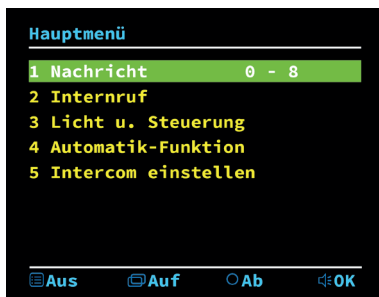 Hauptmenü
1 Nachricht 0 - 8
2 Internruf
3 Licht u. Steuerung
4 Automatik-Funktion
5 Intercom einstellen
Aus Auf Ab OK